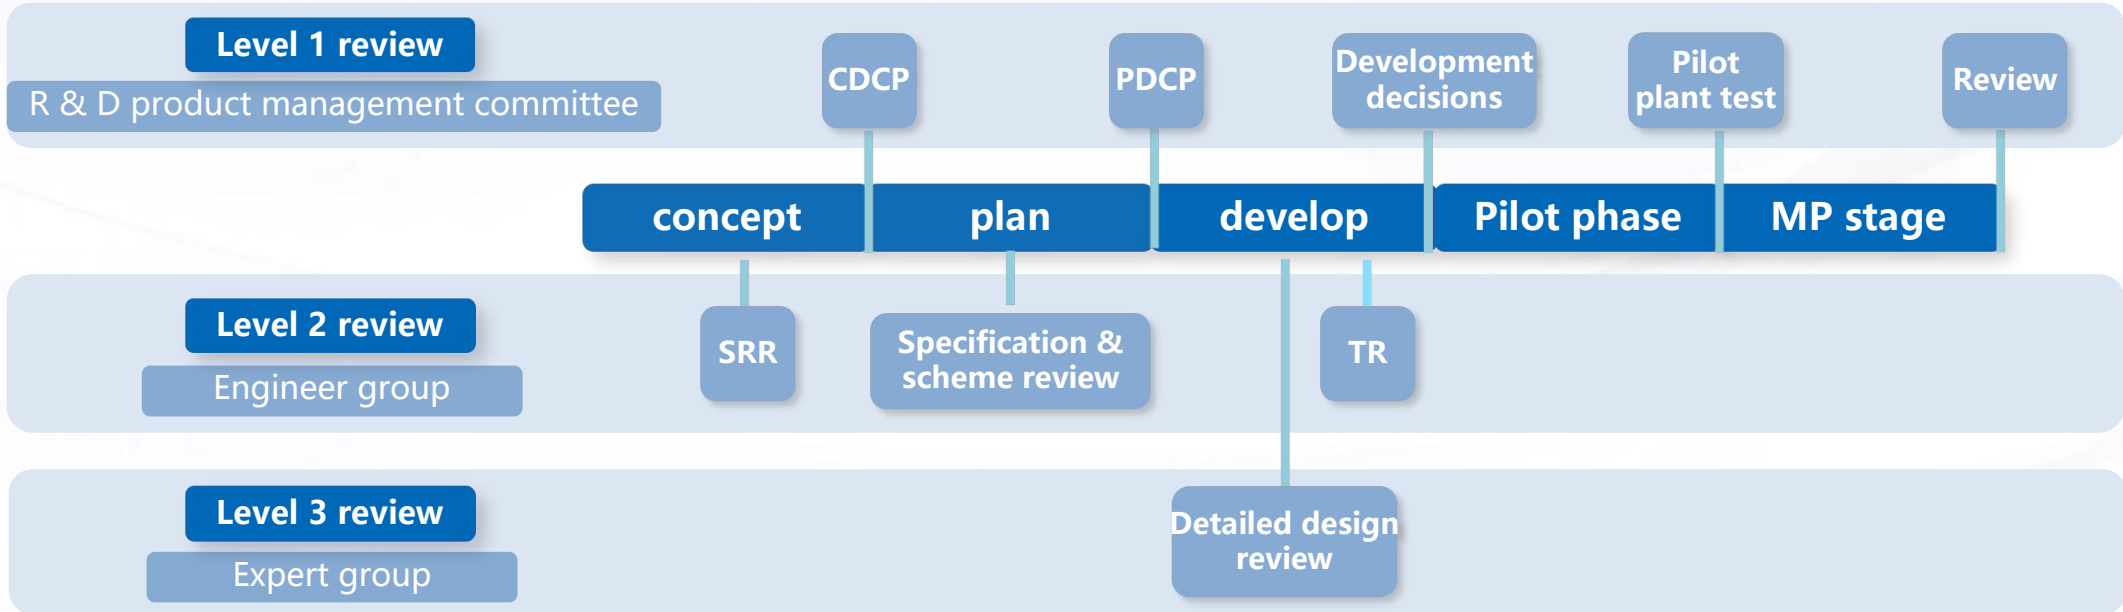 Level 1 review
R & D product management committee
CDCP
PDCP
Development
decisions
Pilot
plant test
Review
concept
plan
develop
Pilot phase
MP stage
Level 2 review
Engineer group
SRR
Specification &
scheme review
TR
Level 3 review
Expert group
Detailed design
review